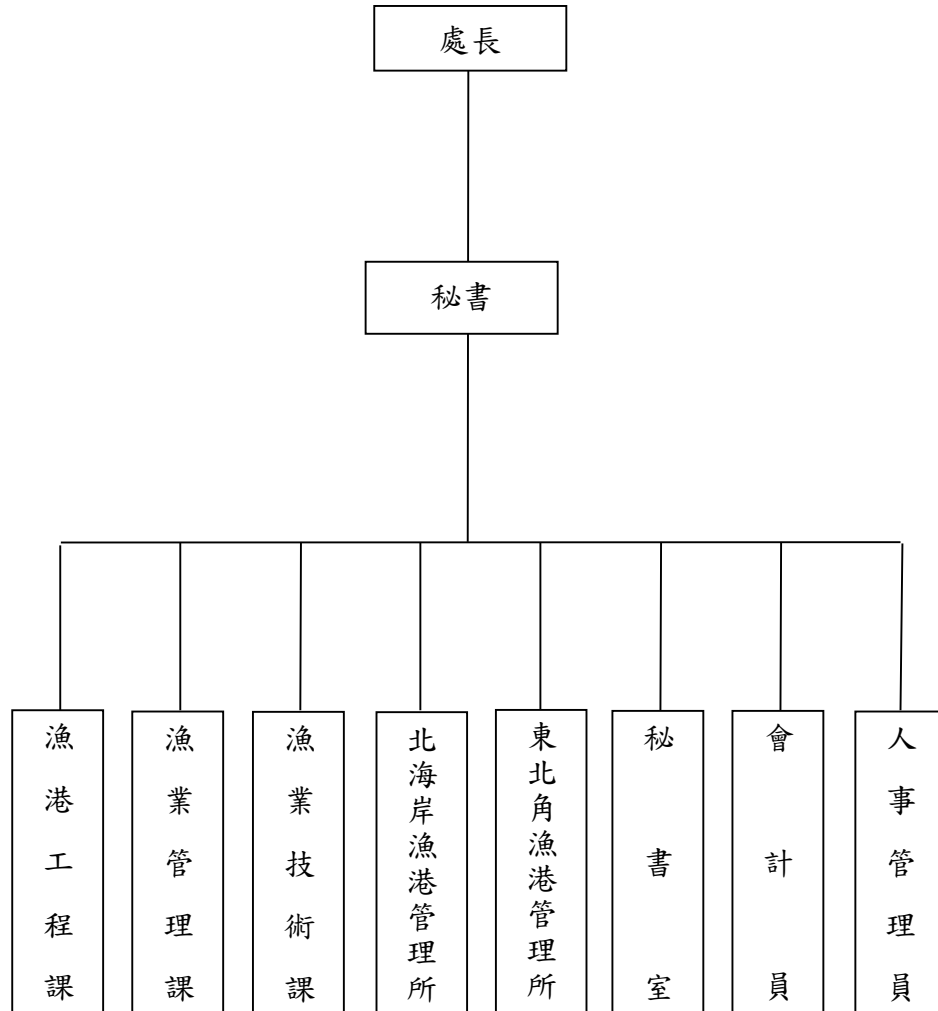 處長
秘書
漁港工程課
漁業管理課
漁業技術課
北海岸漁港管理所
東北角漁港管理所
秘書室
會計員
人事管理員